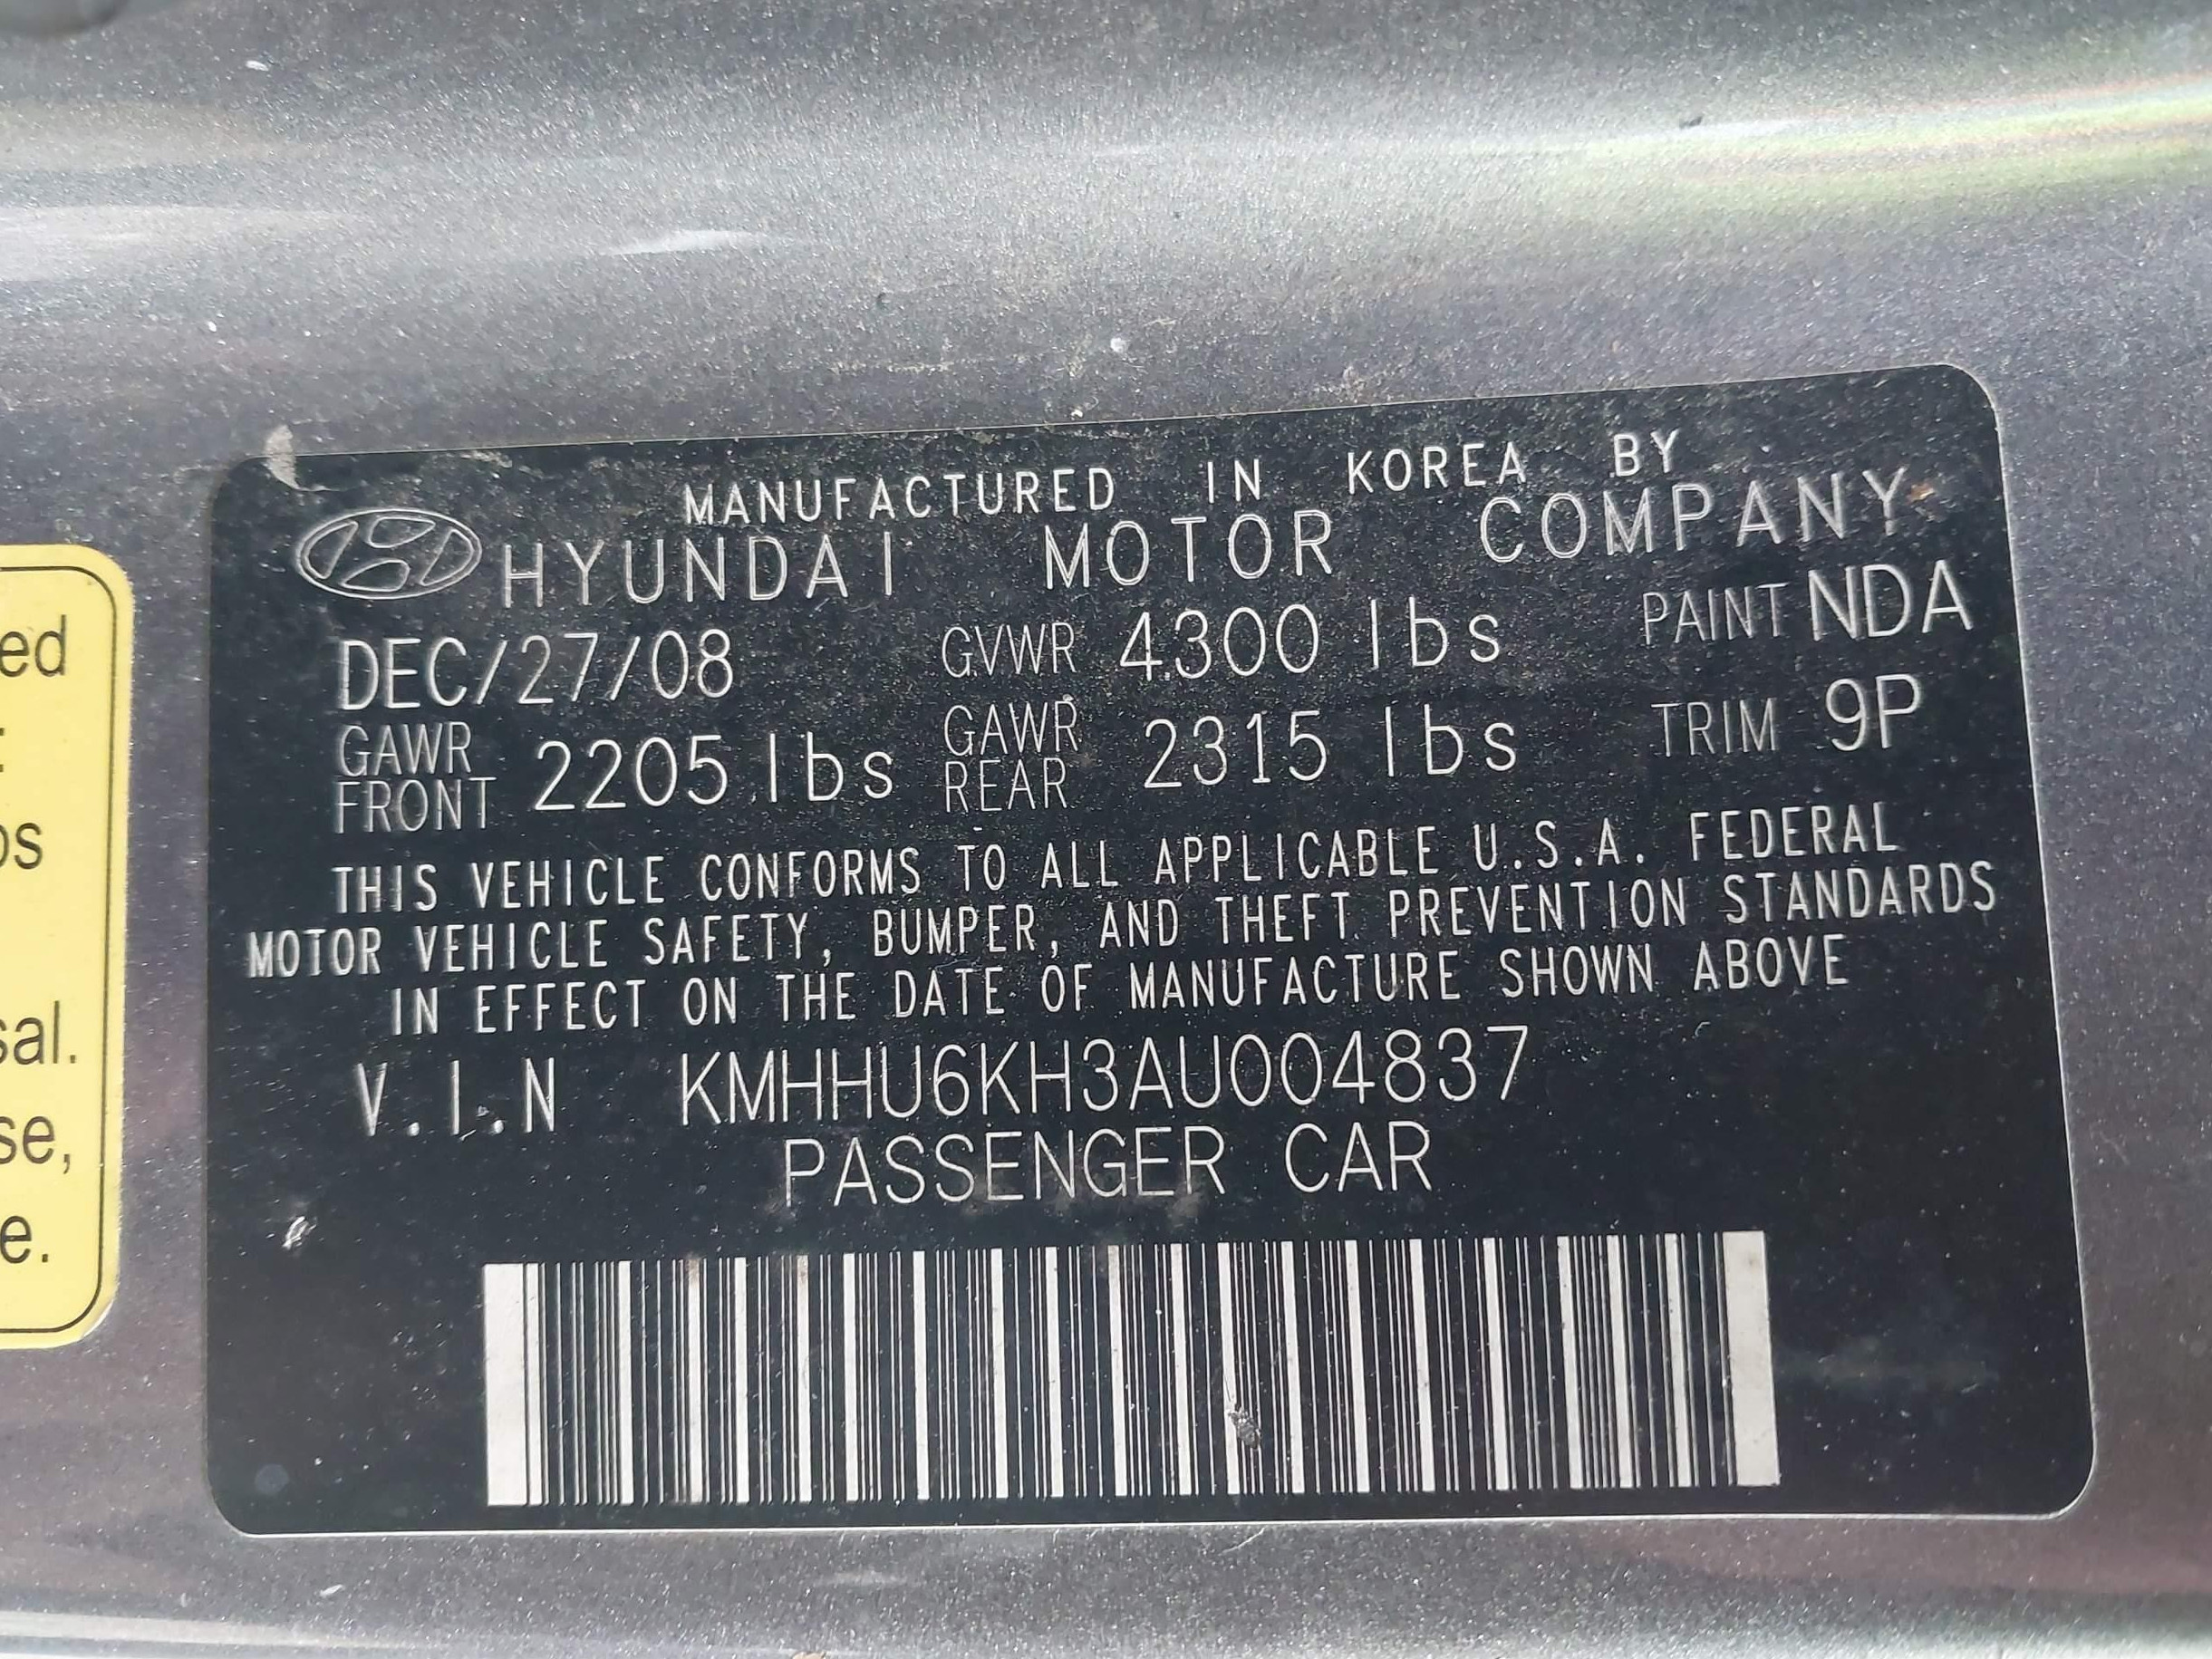 MANUFACTURED IN KOREA BY
HYUNDAI MOTOR COMPANY
DEC/27/08 GVWR 4300 lbs PAINT NDA
GAWR FRONT 2205 lbs GAWR REAR 2315 lbs TRIM 9P
THIS VEHICLE CONFORMS TO ALL APPLICABLE U.S.A. FEDERAL
MOTOR VEHICLE SAFETY, BUMPER, AND THEFT PREVENTION STANDARDS
IN EFFECT ON THE DATE OF MANUFACTURE SHOWN ABOVE
V.I.N KMHHU6KH3AU004837
PASSENGER CAR